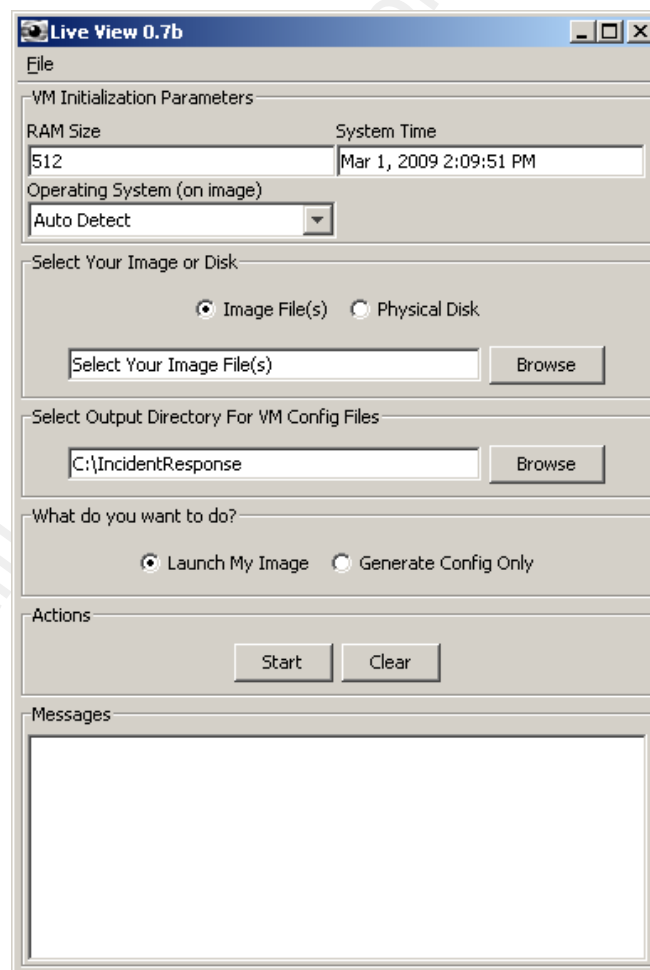 Live View 0.7b
File
VM Initialization Parameters
RAM Size System Time
512 Mar 1, 2009 2:09:51 PM
Operating System (on image)
Auto Detect
Select Your Image or Disk
Image File(s) Physical Disk
Select Your Image File(s) Browse
Select Output Directory For VM Config Files
C:\IncidentResponse Browse
What do you want to do?
Launch My Image Generate Config Only
Actions
Start Clear
Messages